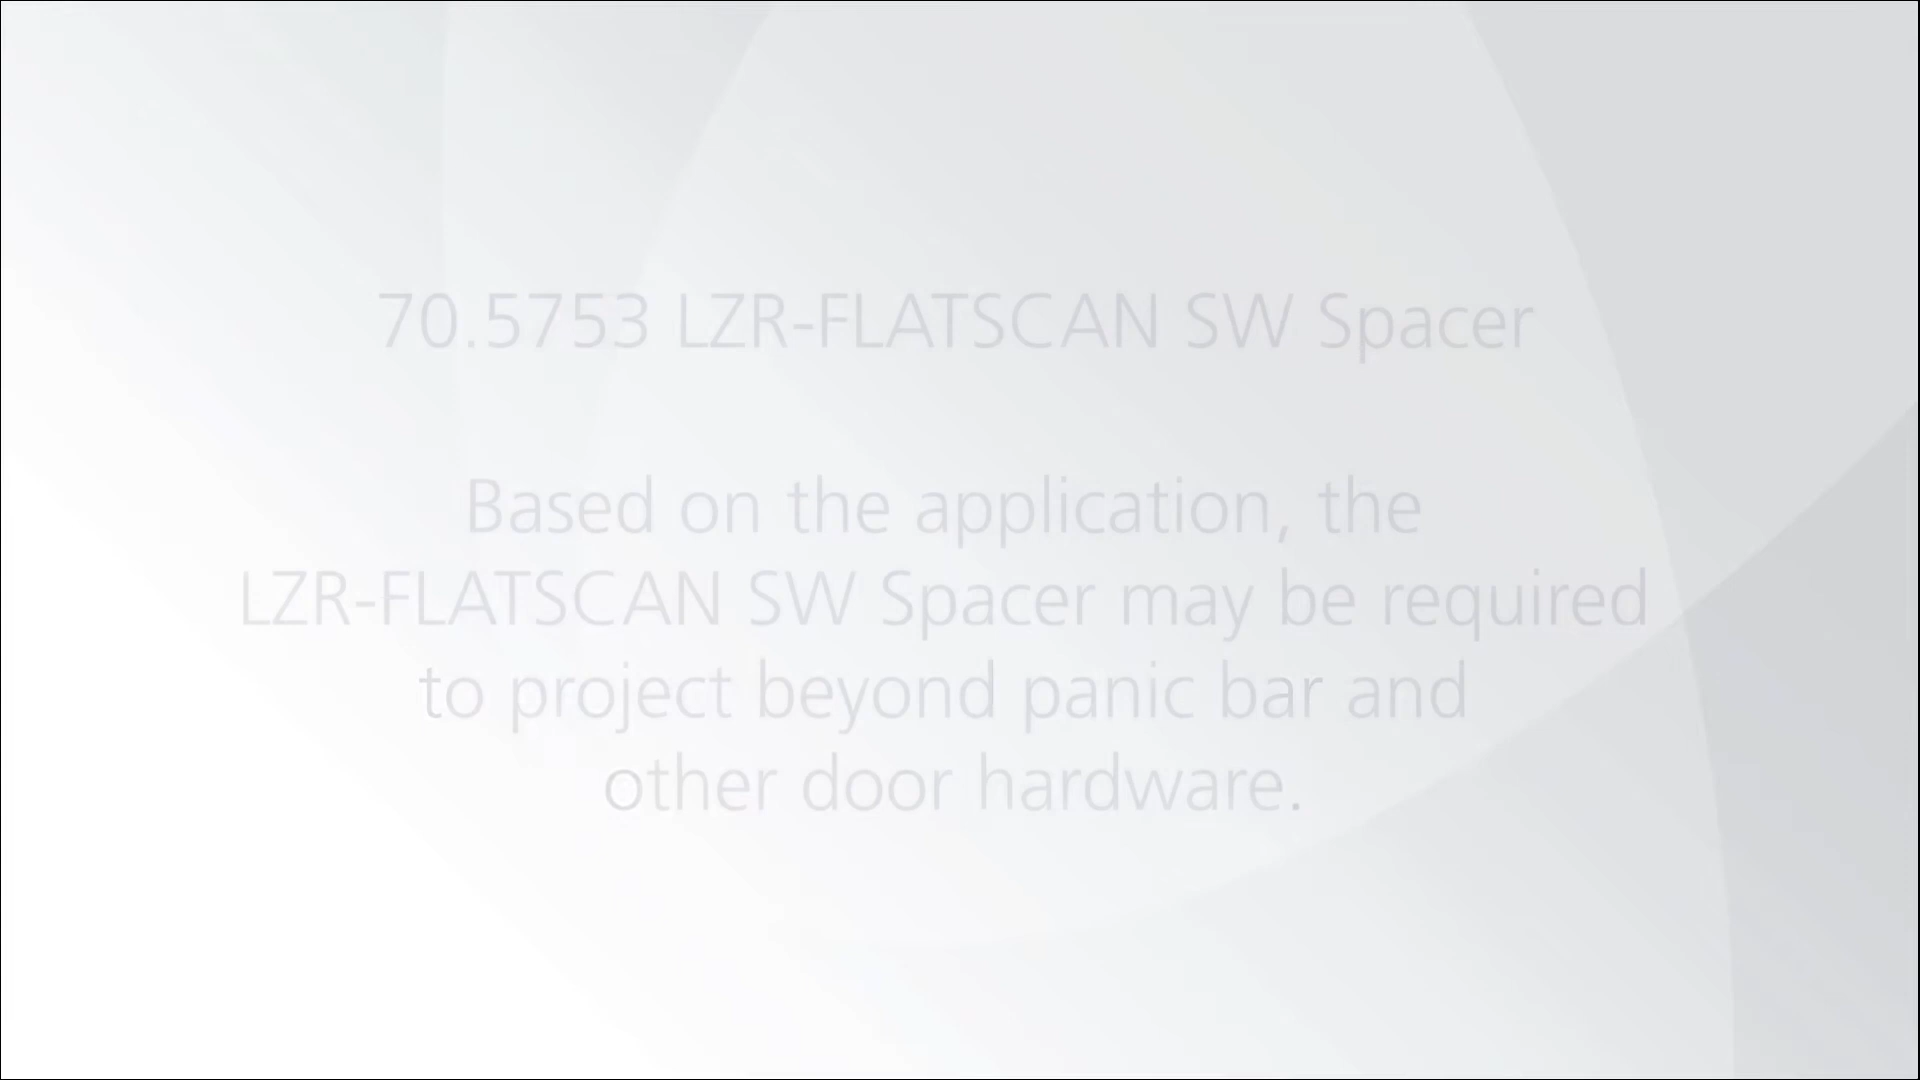 70.5753 LZR-FLATSCAN SW Spacer
Based on the application, the
LZR-FLATSCAN SW Spacer may be required
to project beyond panic bar and
other door hardware.